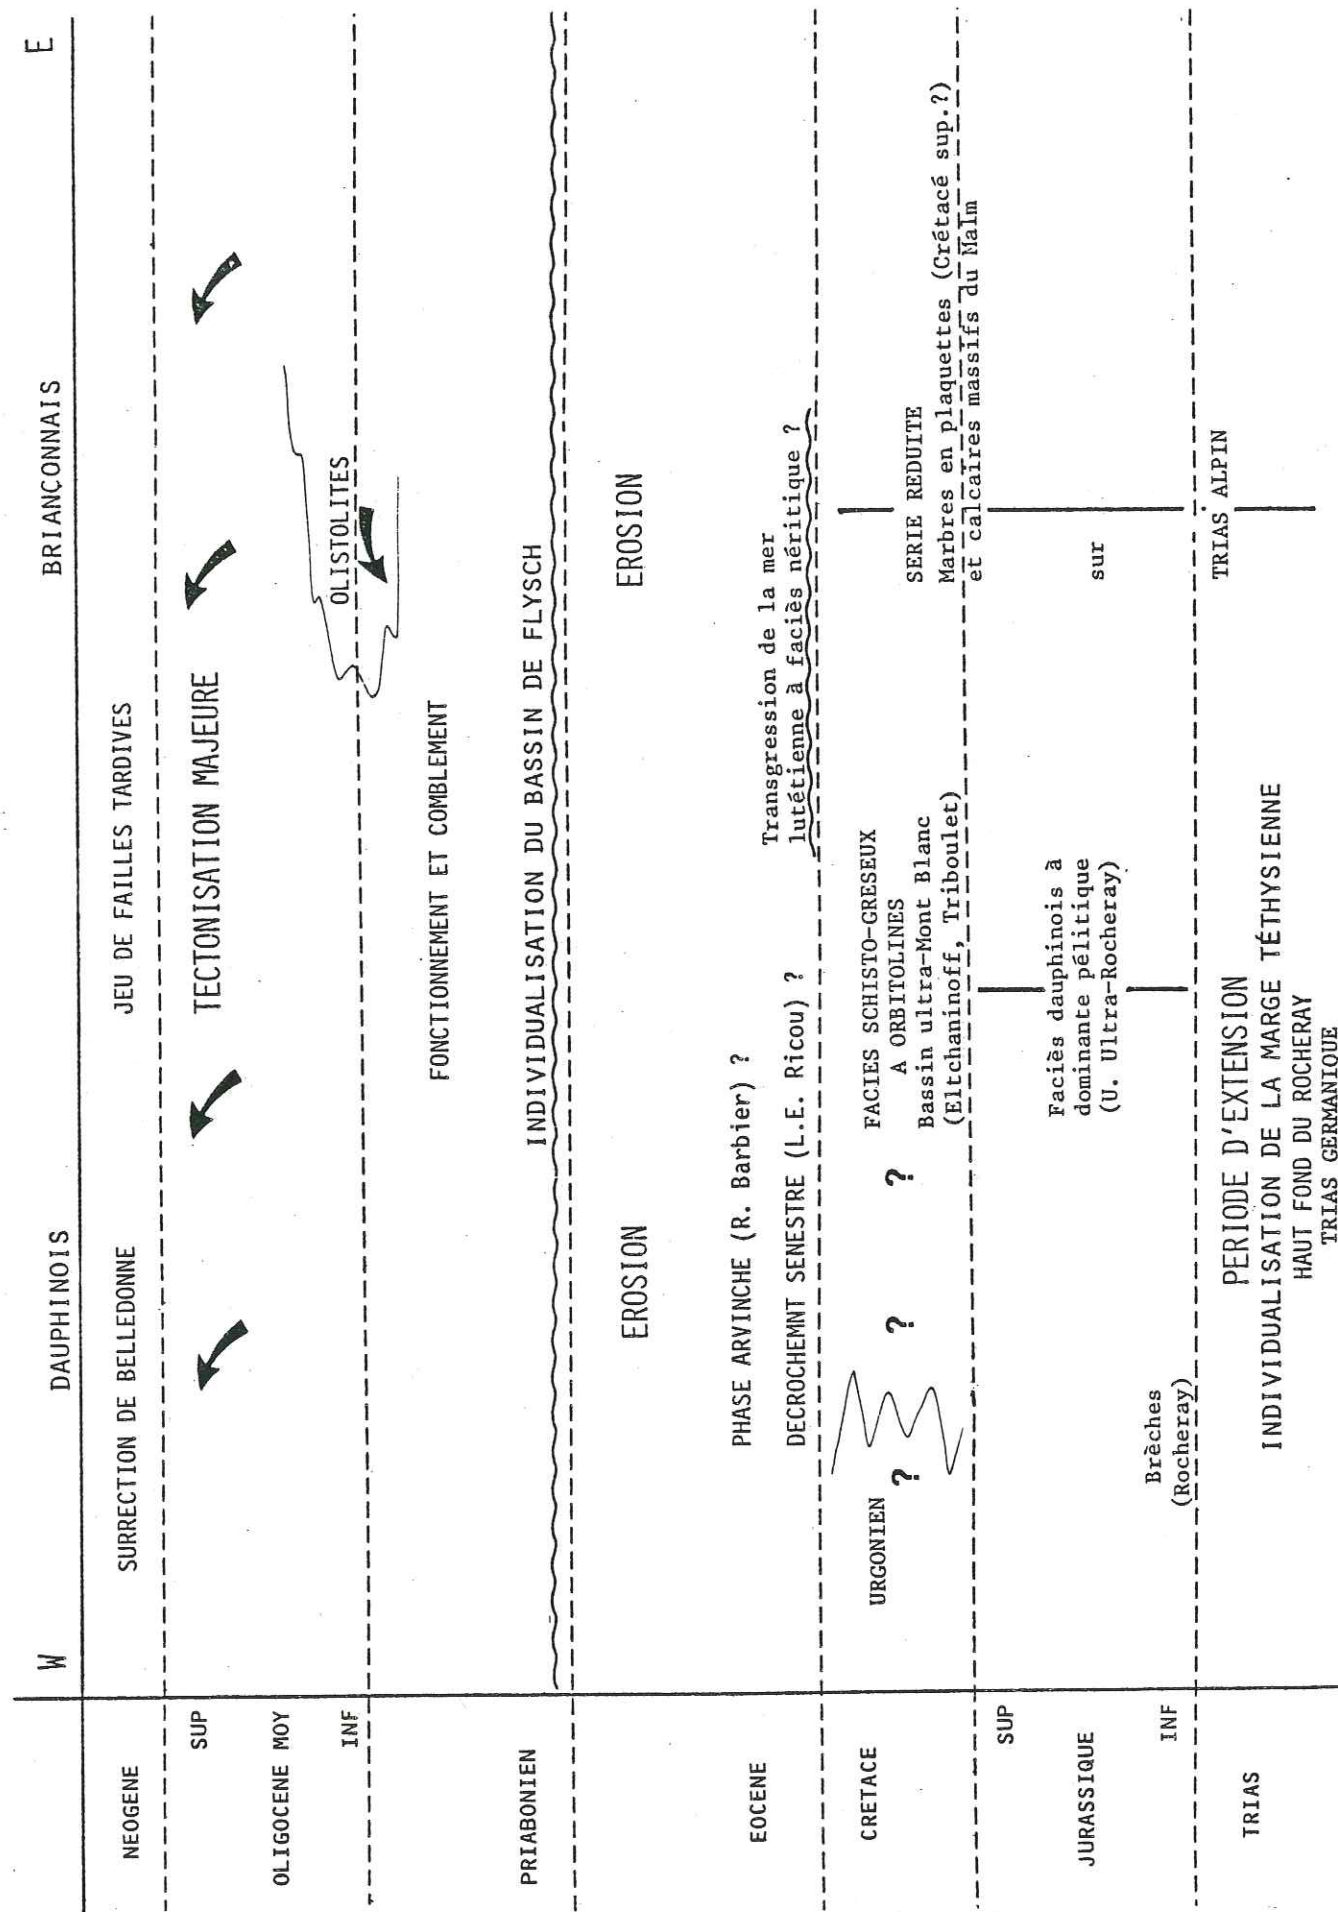 W DAUPHINOIS BRIANÇONNAIS E
NEOGENE SURRECTION DE BELLEDONNE JEU DE FAILLES TARDIVES
SUP TECTONISATION MAJEURE
OLIGOCENE MOY
OLISTOLITES
INF
FONCTIONNEMENT ET COMBLEMENT
PRIABONIEN INDIVIDUALISATION DU BASSIN DE FLYSCH
EROSION EROSION
EOCENE PHASE ARVINCHE (R. Barbier) ?
DECROCHEMNT SENESTRE (L.E. Ricou) ?
Transgression de la mer
lutétienne à faciès néritique ?
CRETACE URGONIEN
? ? ?
FACIES SCHISTO-GRESEUX
A ORBITOLINES
Bassin ultra-Mont Blanc
(Eltchaninoff, Triboulet)
SERIE REDUITE
Marbres en plaquettes (Crétacé sup.?)
et calcaires massifs du Malm
SUP
JURASSIQUE
INF
Faciès dauphinois à
dominante pélitique
(U. Ultra-Rocheray)
sur
Brèches
(Rocheray)
TRIAS
TRIAS ALPIN
PERIODE D'EXTENSION
INDIVIDUALISATION DE LA MARGE TÉTHYSIENNE
HAUT FOND DU ROCHERAY
TRIAS GERMANIQUE